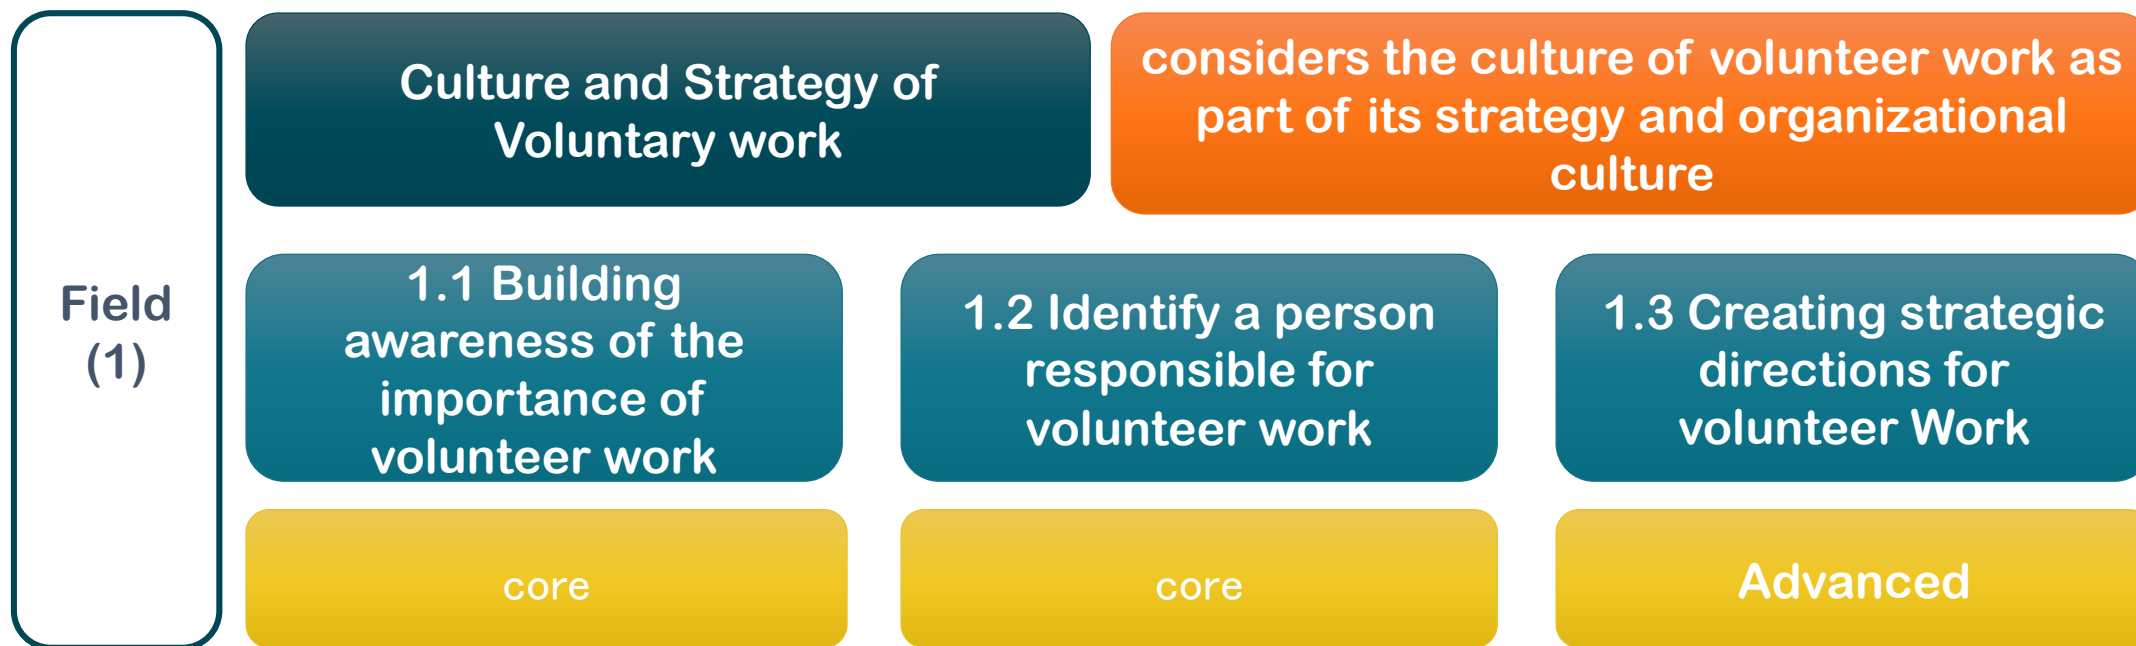 Field
(1)
Culture and Strategy of
Voluntary work
considers the culture of volunteer work as
part of its strategy and organizational
culture
1.1 Building
awareness of the
importance of
volunteer work
1.2 Identify a person
responsible for
volunteer work
1.3 Creating strategic
directions for
volunteer Work
core
core
Advanced